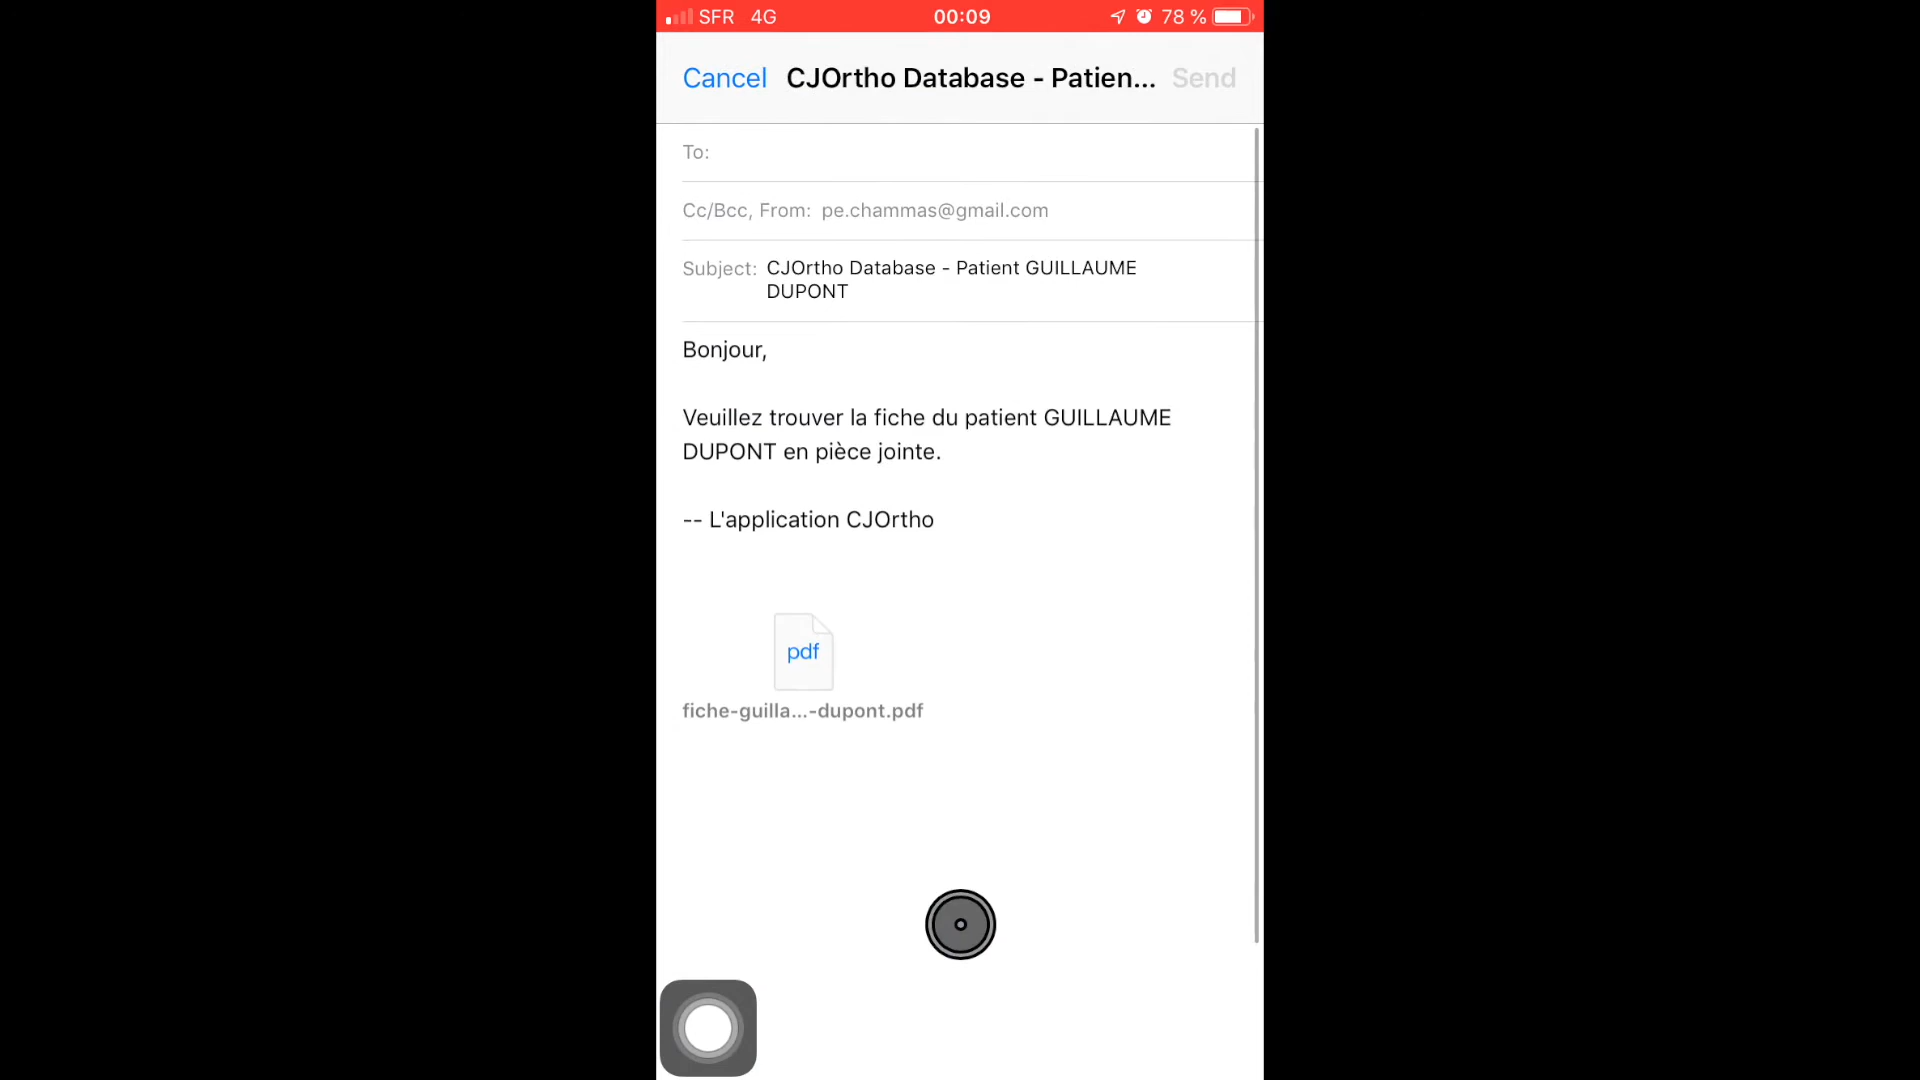 SFR 4G 00:09 78 %
Cancel CJOrtho Database - Patien... Send
To:
Cc/Bcc, From: pe.chammas@gmail.com
Subject: CJOrtho Database - Patient GUILLAUME
DUPONT
Bonjour,
Veuillez trouver la fiche du patient GUILLAUME
DUPONT en pièce jointe.
-- L'application CJOrtho
pdf
fiche-guilla...-dupont.pdf